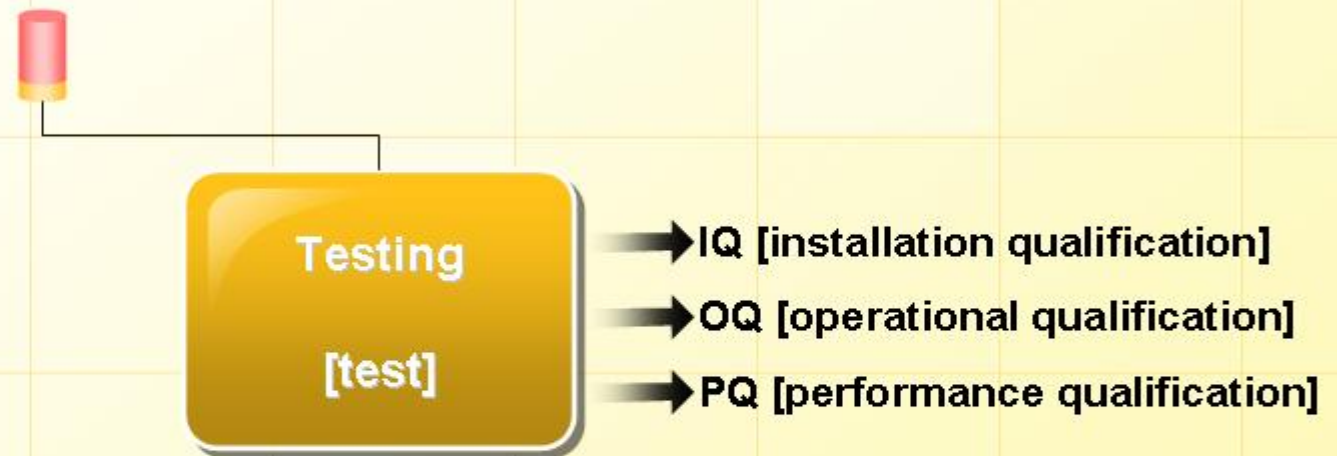 Testing
[test]
IQ [installation qualification]
OQ [operational qualification]
PQ [performance qualification]